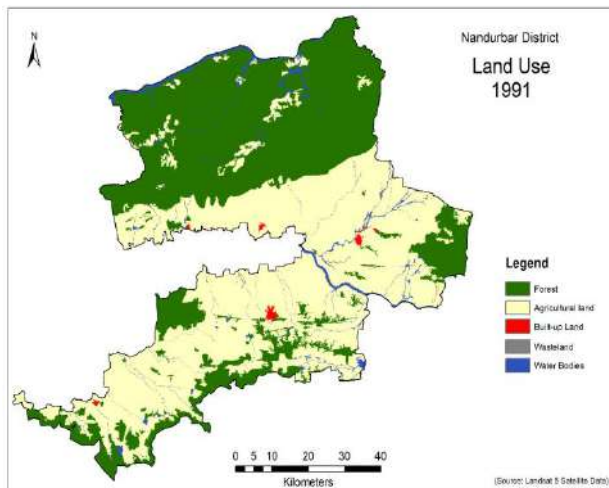 N
Nandurbar District
Land Use
1991
Legend
Forest
Agricultural land
Built-up Land
Wasteland
Water Bodies
0 5 10 20 30 40
Kilometers
(Source: Landsat 5 Satellite Data)